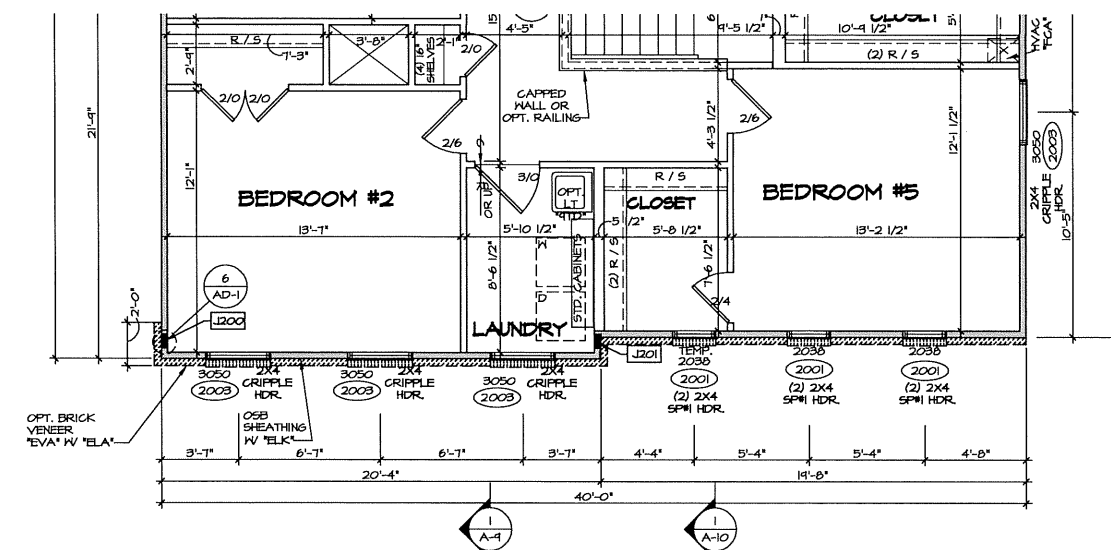 4'-5"
9'-5 1/2"
CLOSET
10'-9 1/2"
R / S
7'-3"
3'-8"
(4) 16"
SHELVES
2'-1"
2/0
(2) R / S
HVAC
"FCA"
2'-9"
2/0 2/0
CAPPED
WALL OR
OPT. RAILING
2/6
4'-3 1/2"
2/6
12'-1 1/2"
21'-9"
12'-1"
3050
2003
2X4
CRIPPLE
HDR.
10'-5"
3/0
BEDROOM #2
OPT.
L.T.
R / S
CLOSET
BEDROOM #5
13'-7"
5'-10 1/2"
5 1/2"
5'-8 1/2"
13'-2 1/2"
W
D
STD. CABINETS
(2) R / S
8'-6 1/2"
7'-6 1/2"
2/4
6
AD-1
J200
2'-0"
LAUNDRY
J201
3050
2003
2X4
CRIPPLE
HDR.
3050
2003
2X4
CRIPPLE
HDR.
3050
2003
2X4
CRIPPLE
HDR.
TEMP.
2038
2001
(2) 2X4
SP#1 HDR.
2038
2001
(2) 2X4
SP#1 HDR.
2038
2001
(2) 2X4
SP#1 HDR.
OPT. BRICK
VENEER
"EVA" W/ "ELA"
OSB
SHEATHING
W/ "ELK"
3'-7"
6'-7"
6'-7"
3'-7"
4'-4"
5'-4"
5'-4"
4'-8"
20'-4"
19'-8"
40'-0"
1
A-9
1
A-10